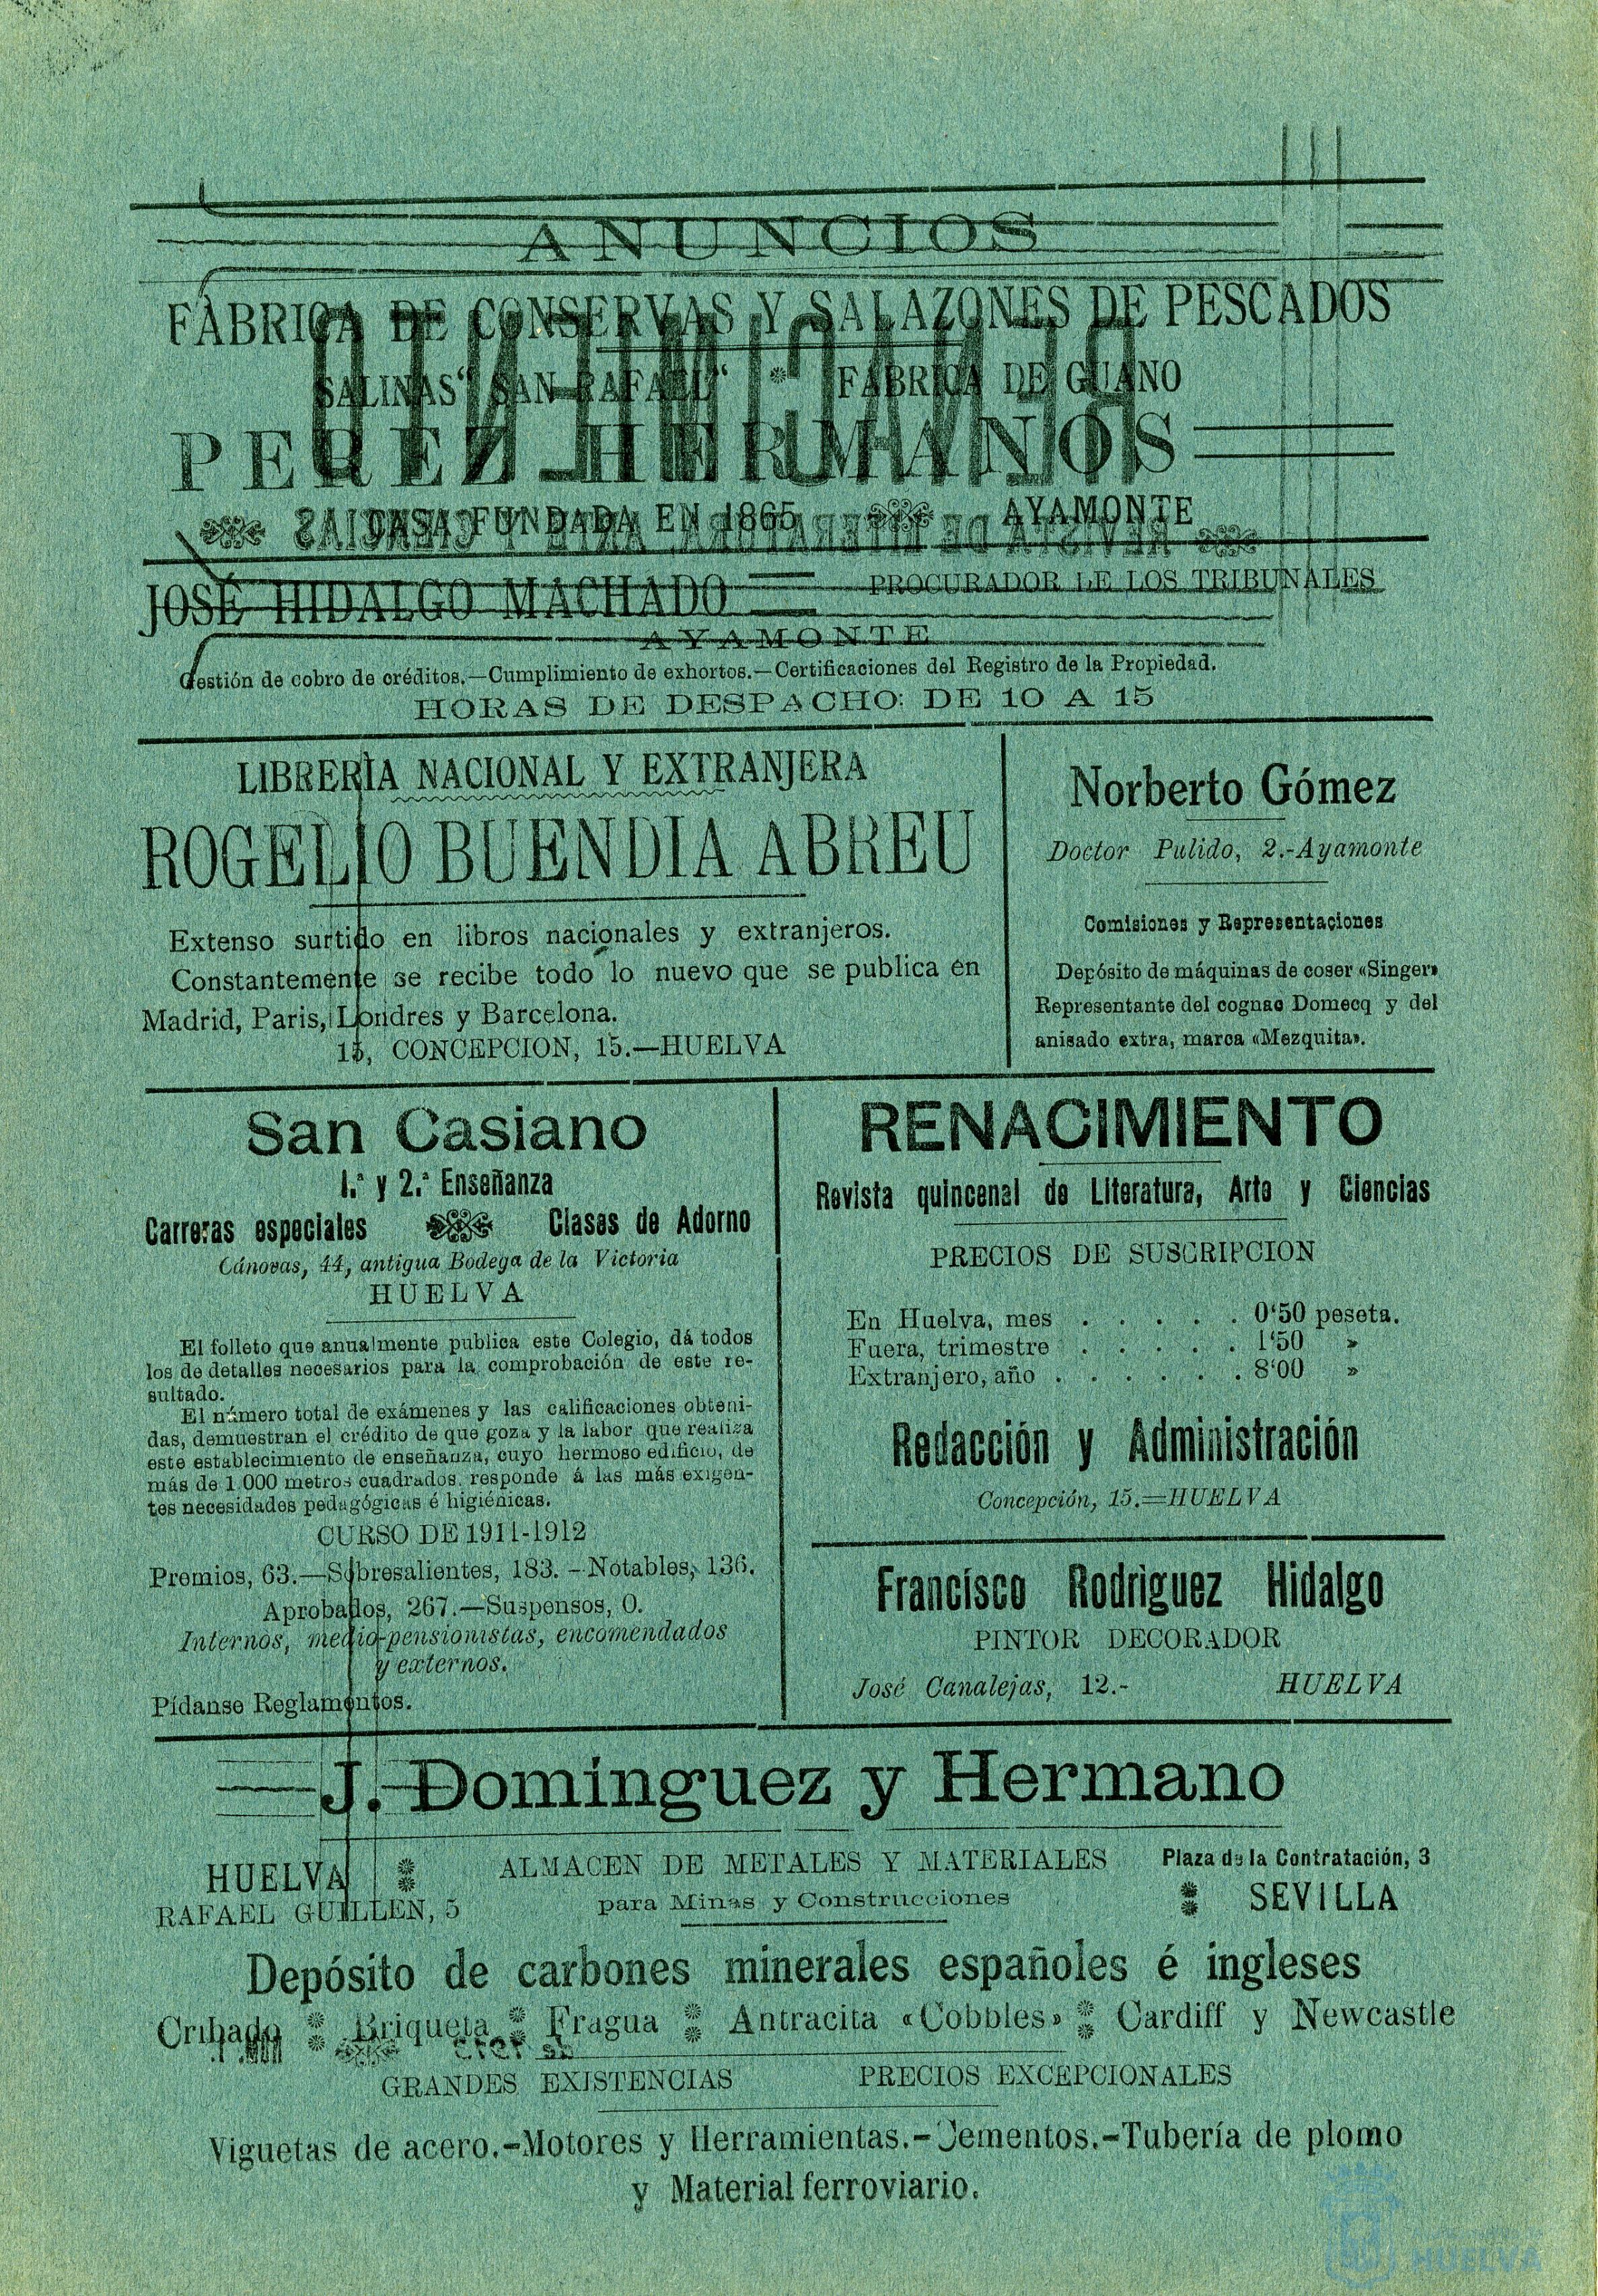 ANUNCIOS
FÀBRICA DE CONSERVAS Y SALAZONES DE PESCADOS
SALINAS “SAN RAFAEL“ * FÁBRICA DE GUANO
PEREZ HERMANOS
CASA FUNDADA EN 1865 AYAMONTE
JOSÉ HIDALGO MACHADO PROCURADOR LE LOS TRIBUNALES
AYAMONTE
Gestión de cobro de créditos.—Cumplimiento de exhortos.—Certificaciones del Registro de la Propiedad.
HORAS DE DESPACHO: DE 10 A 15
LIBRERÌA NACIONAL Y EXTRANJERA
ROGELIO BUENDIA ABREU
Extenso surtido en libros nacionales y extranjeros.
Constantemente se recibe todo lo nuevo que se publica en
Madrid, Paris, Londres y Barcelona.
15, CONCEPCION, 15.—HUELVA
Norberto Gómez
Doctor Pulido, 2.-Ayamonte
Comisiones y Representaciones
Depósito de máquinas de coser «Singer»
Representante del cognac Domecq y del
anisado extra, marca «Mezquita».
San Casiano
1.ª y 2.ª Enseñanza
Carreras especiales Clases de Adorno
Cánovas, 44, antigua Bodega de la Victoria
HUELVA
El folleto que anualmente publica este Colegio, dá todos
los de detalles necesarios para la comprobación de este re-
sultado.
El número total de exámenes y las calificaciones obteni-
das, demuestran el crédito de que goza y la labor que realiza
este establecimiento de enseñanza, cuyo hermoso edificio, de
más de 1.000 metros cuadrados, responde á las más exigen-
tes necesidades pedagógicas é higiénicas.
CURSO DE 1911-1912
Premios, 63.—Sobresalientes, 183. - Notables, 136.
Aprobados, 267.—Suspensos, 0.
Internos, medio-pensionistas, encomendados
y externos.
Pídanse Reglamentos.
RENACIMIENTO
Revista quincenal de Literatura, Arte y Ciencias
PRECIOS DE SUSCRIPCION
En Huelva, mes . . . . . 0‘50 peseta.
Fuera, trimestre . . . . . 1‘50 »
Extranjero, año . . . . . . 8‘00 »
Redacción y Administración
Concepción, 15.=HUELVA
Francisco Rodriguez Hidalgo
PINTOR DECORADOR
José Canalejas, 12.- HUELVA
J. Domínguez y Hermano
HUELVA
RAFAEL GUILLEN, 5
ALMACEN DE METALES Y MATERIALES
para Minas y Construcciones
Plaza de la Contratación, 3
SEVILLA
Depósito de carbones minerales españoles é ingleses
Cribado Briqueta Fragua Antracita «Cobbles» Cardiff y Newcastle
GRANDES EXISTENCIAS PRECIOS EXCEPCIONALES
Viguetas de acero.-Motores y Herramientas.-Cementos.-Tubería de plomo
y Material ferroviario.
HUELVA